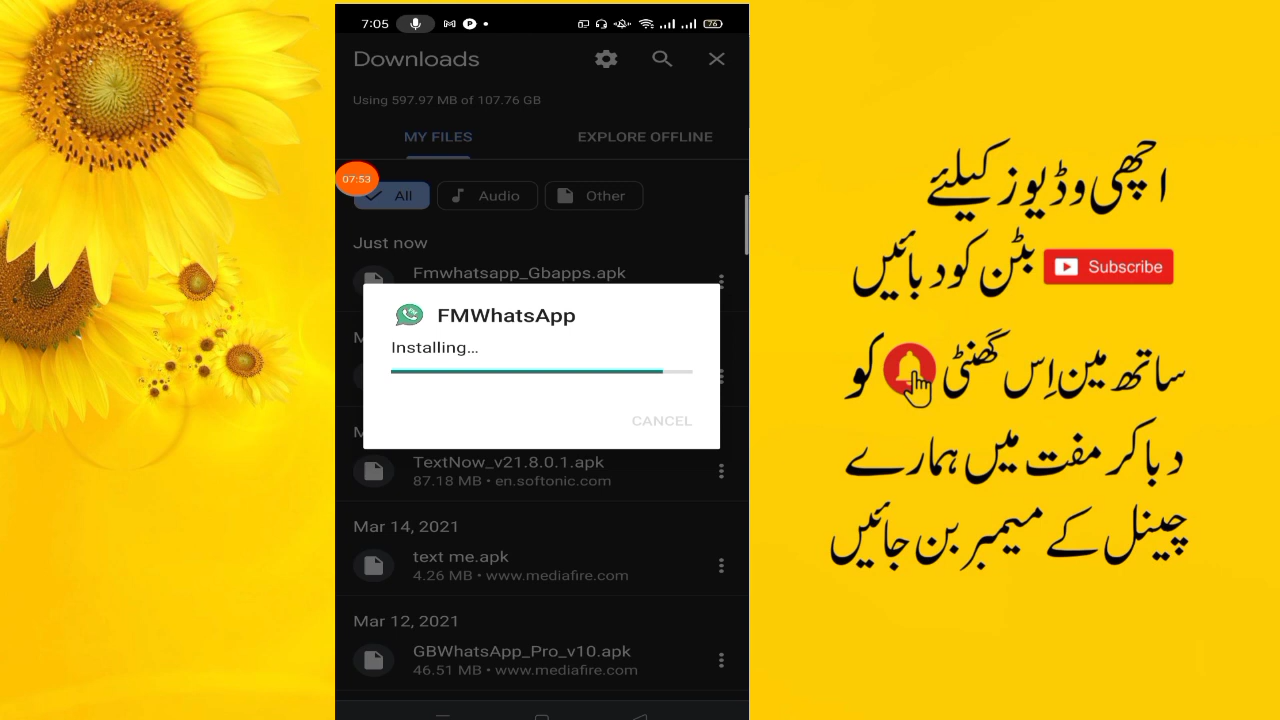 7:05
76
Downloads
Using 597.97 MB of 107.76 GB
MY FILES EXPLORE OFFLINE
07:53
All Audio Other
Just now
Fmwhatsapp_Gbapps.apk
FMWhatsApp
Installing...
CANCEL
TextNow_v21.8.0.1.apk
87.18 MB • en.softonic.com
Mar 14, 2021
text me.apk
4.26 MB • www.mediafire.com
Mar 12, 2021
GBWhatsApp_Pro_v10.apk
46.51 MB • www.mediafire.com
اچھی وڈیوز کیلئے
Subscribe بٹن کو دبائیں
ساتھ مین اِس گھنٹی کو
دبا کر مفت میں ہمارے
چینل کے میمبر بن جائیں